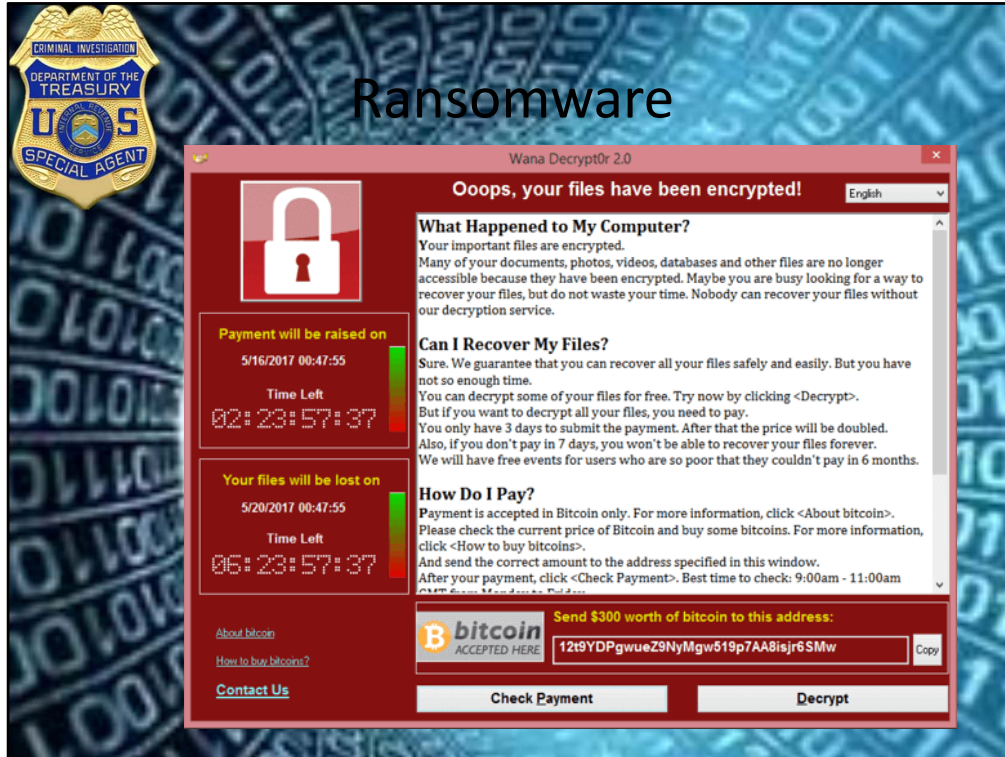 CRIMINAL INVESTIGATION
DEPARTMENT OF THE
TREASURY
INTERNAL REVENUE
SERVICE
U S
SPECIAL AGENT
Ransomware
Wana Decrypt0r 2.0
Ooops, your files have been encrypted!
English
What Happened to My Computer?
Your important files are encrypted.
Many of your documents, photos, videos, databases and other files are no longer
accessible because they have been encrypted. Maybe you are busy looking for a way to
recover your files, but do not waste your time. Nobody can recover your files without
our decryption service.
Can I Recover My Files?
Sure. We guarantee that you can recover all your files safely and easily. But you have
not so enough time.
You can decrypt some of your files for free. Try now by clicking <Decrypt>.
But if you want to decrypt all your files, you need to pay.
You only have 3 days to submit the payment. After that the price will be doubled.
Also, if you don't pay in 7 days, you won't be able to recover your files forever.
We will have free events for users who are so poor that they couldn't pay in 6 months.
How Do I Pay?
Payment is accepted in Bitcoin only. For more information, click <About bitcoin>.
Please check the current price of Bitcoin and buy some bitcoins. For more information,
click <How to buy bitcoins>.
And send the correct amount to the address specified in this window.
After your payment, click <Check Payment>. Best time to check: 9:00am - 11:00am
GMT from Monday to Friday
Payment will be raised on
5/16/2017 00:47:55
Time Left
02:23:57:37
Your files will be lost on
5/20/2017 00:47:55
Time Left
06:23:57:37
About bitcoin
How to buy bitcoins?
Contact Us
bitcoin
ACCEPTED HERE
Send $300 worth of bitcoin to this address:
12t9YDPgwueZ9NyMgw519p7AA8isjr6SMw
Copy
Check Payment
Decrypt